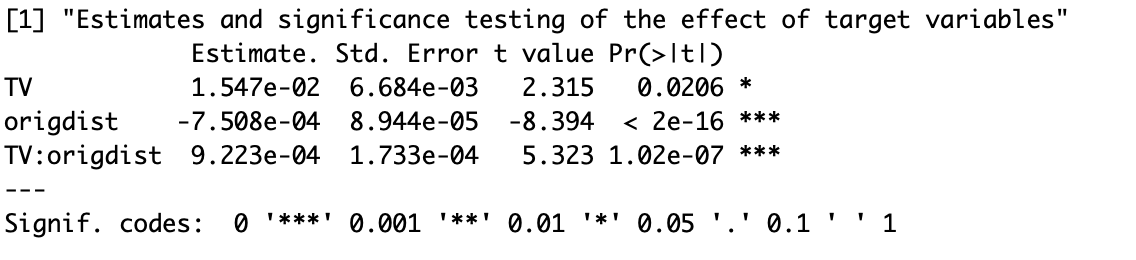 [1] "Estimates and significance testing of the effect of target variables"
            Estimate. Std. Error t value Pr(>|t|)
TV          1.547e-02  6.684e-03   2.315   0.0206 *
origdist   -7.508e-04  8.944e-05  -8.394  < 2e-16 ***
TV:origdist  9.223e-04  1.733e-04   5.323 1.02e-07 ***
---
Signif. codes:  0 '***' 0.001 '**' 0.01 '*' 0.05 '.' 0.1 ' ' 1